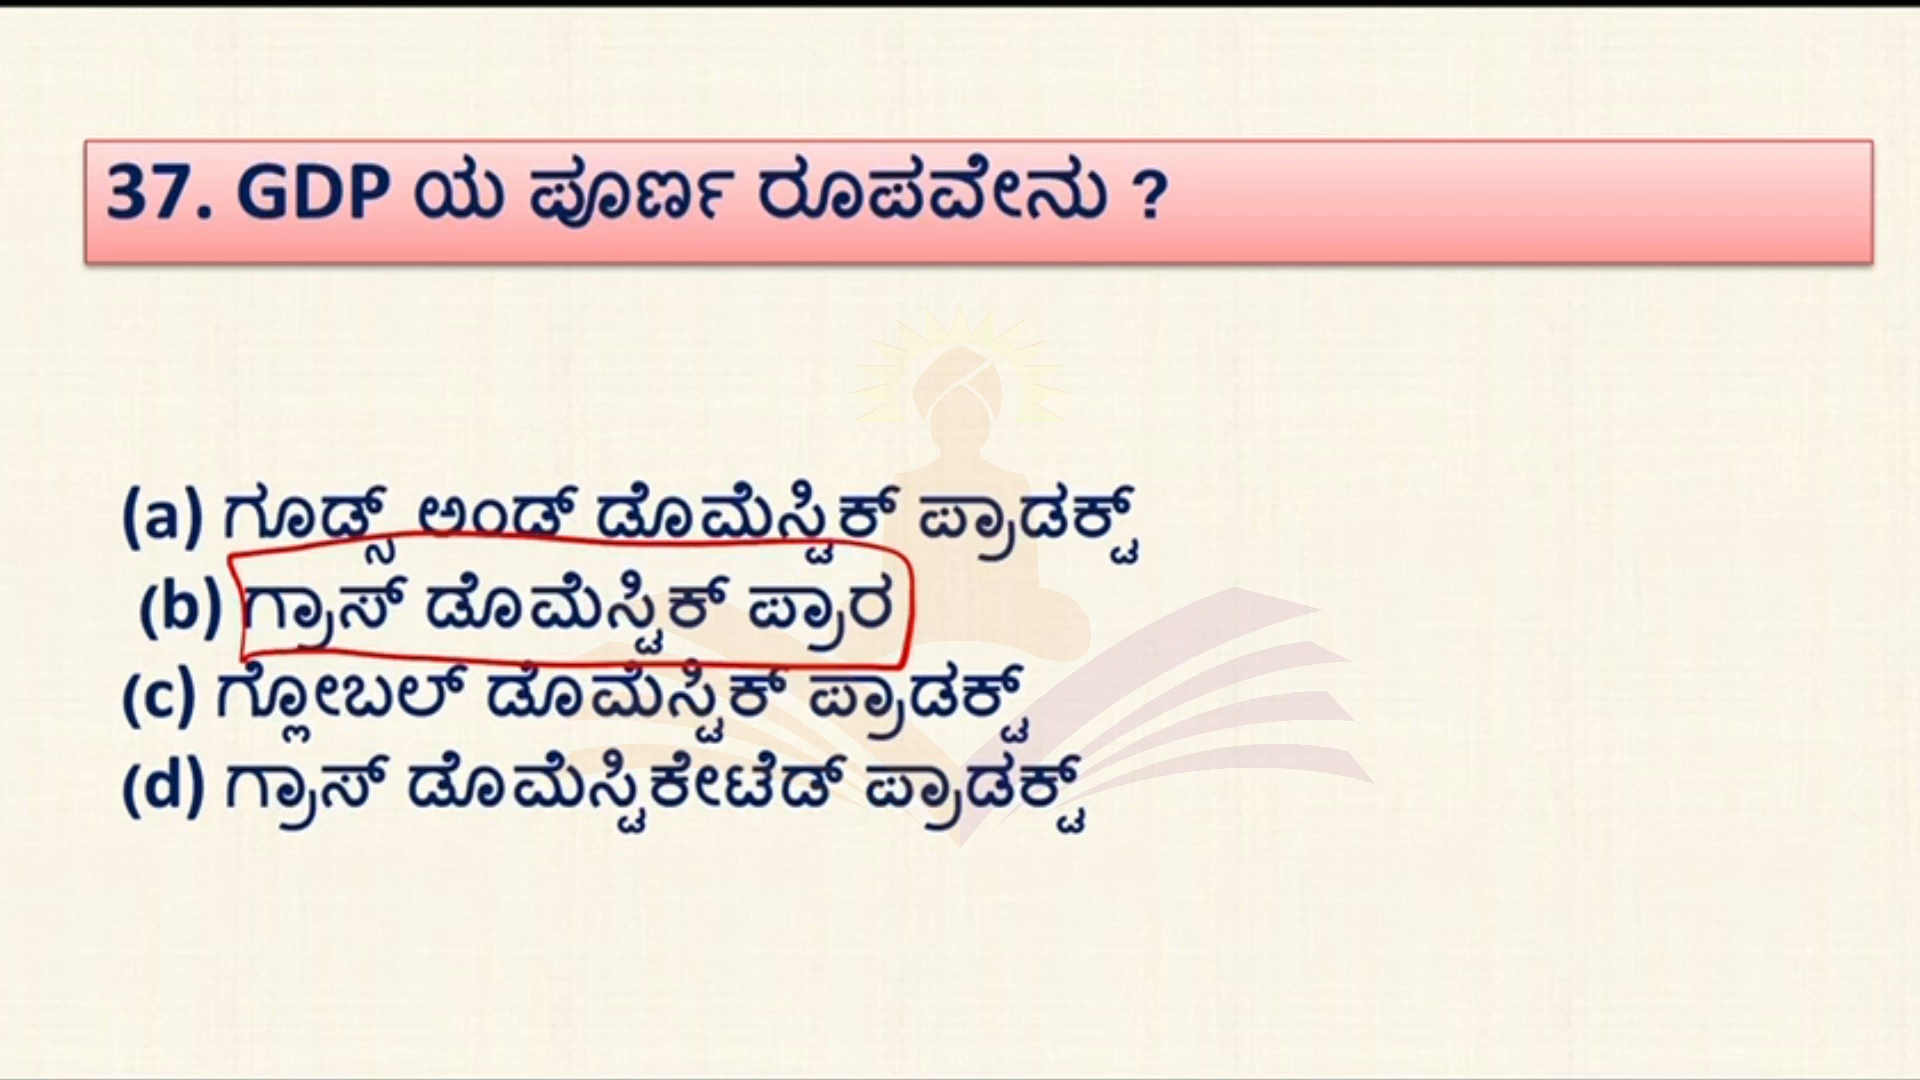 37. GDP ಯ ಪೂರ್ಣ ರೂಪವೇನು ?
(a) ಗೂಡ್ಸ್ ಅಂಡ್ ಡೊಮೆಸ್ಟಿಕ್ ಪ್ರಾಡಕ್ಟ್
(b) ಗ್ರಾಸ್ ಡೊಮೆಸ್ಟಿಕ್ ಪ್ರಾರ
(c) ಗ್ಲೋಬಲ್ ಡೊಮೆಸ್ಟಿಕ್ ಪ್ರಾಡಕ್ಟ್
(d) ಗ್ರಾಸ್ ಡೊಮೆಸ್ಟಿಕೇಟೆಡ್ ಪ್ರಾಡಕ್ಟ್